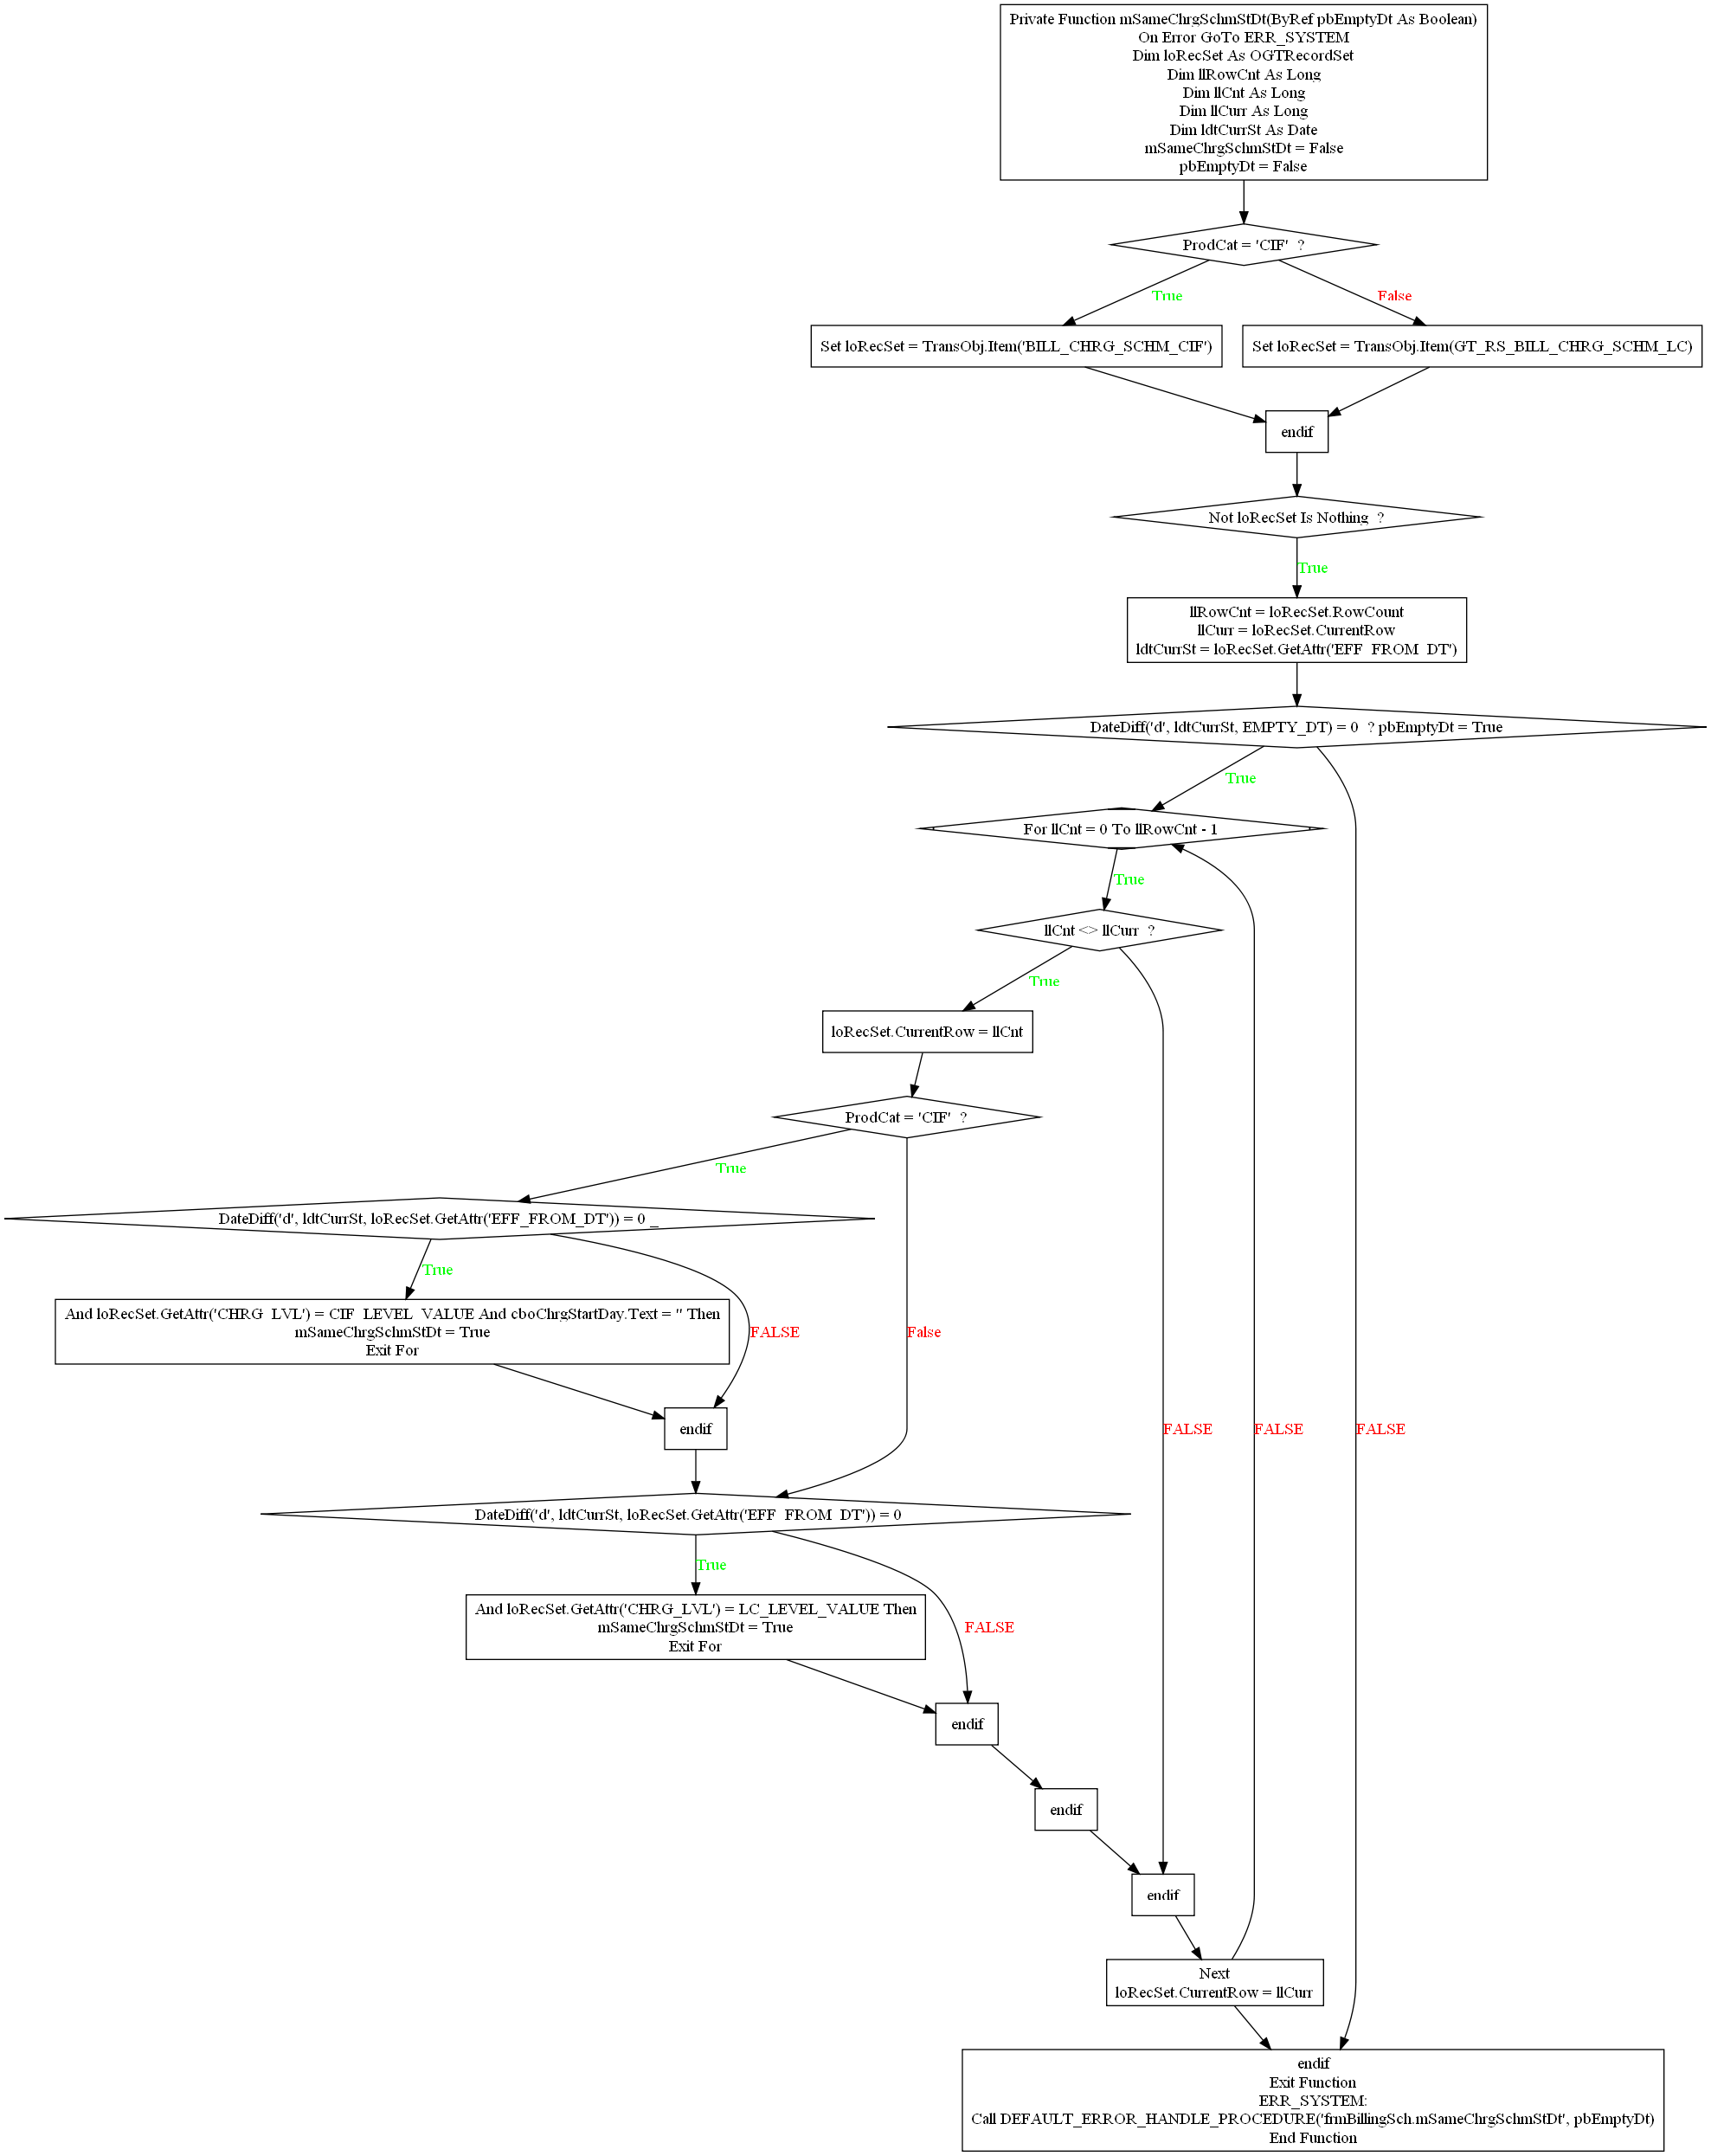 Private Function mSameChrgSchmStDt(ByRef pbEmptyDt As Boolean)
On Error GoTo ERR_SYSTEM
Dim loRecSet As OGTRecordSet
Dim llRowCnt As Long
Dim llCnt As Long
Dim llCurr As Long
Dim ldtCurrSt As Date
mSameChrgSchmStDt = False
pbEmptyDt = False
ProdCat = 'CIF'  ?
True
False
Set loRecSet = TransObj.Item('BILL_CHRG_SCHM_CIF')
Set loRecSet = TransObj.Item(GT_RS_BILL_CHRG_SCHM_LC)
endif
Not loRecSet Is Nothing  ?
True
llRowCnt = loRecSet.RowCount
llCurr = loRecSet.CurrentRow
ldtCurrSt = loRecSet.GetAttr('EFF_FROM_DT')
DateDiff('d', ldtCurrSt, EMPTY_DT) = 0  ? pbEmptyDt = True
True
For llCnt = 0 To llRowCnt - 1
True
llCnt <> llCurr  ?
True
loRecSet.CurrentRow = llCnt
ProdCat = 'CIF'  ?
True
DateDiff('d', ldtCurrSt, loRecSet.GetAttr('EFF_FROM_DT')) = 0 _
True
And loRecSet.GetAttr('CHRG_LVL') = CIF_LEVEL_VALUE And cboChrgStartDay.Text = '' Then
mSameChrgSchmStDt = True
Exit For
FALSE
False
endif
FALSE
FALSE
FALSE
DateDiff('d', ldtCurrSt, loRecSet.GetAttr('EFF_FROM_DT')) = 0
True
And loRecSet.GetAttr('CHRG_LVL') = LC_LEVEL_VALUE Then
mSameChrgSchmStDt = True
Exit For
FALSE
endif
endif
endif
Next
loRecSet.CurrentRow = llCurr
endif
Exit Function
ERR_SYSTEM:
Call DEFAULT_ERROR_HANDLE_PROCEDURE('frmBillingSch.mSameChrgSchmStDt', pbEmptyDt)
End Function